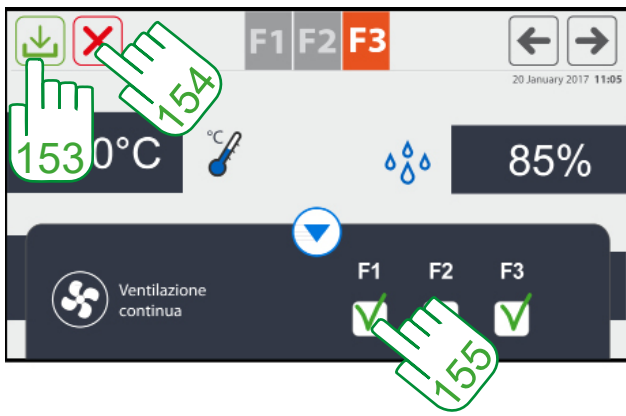 F1 F2 F3
20 January 2017 11:05
154
153
0°C
°C
85%
F1 F2 F3
Ventilazione
continua
155